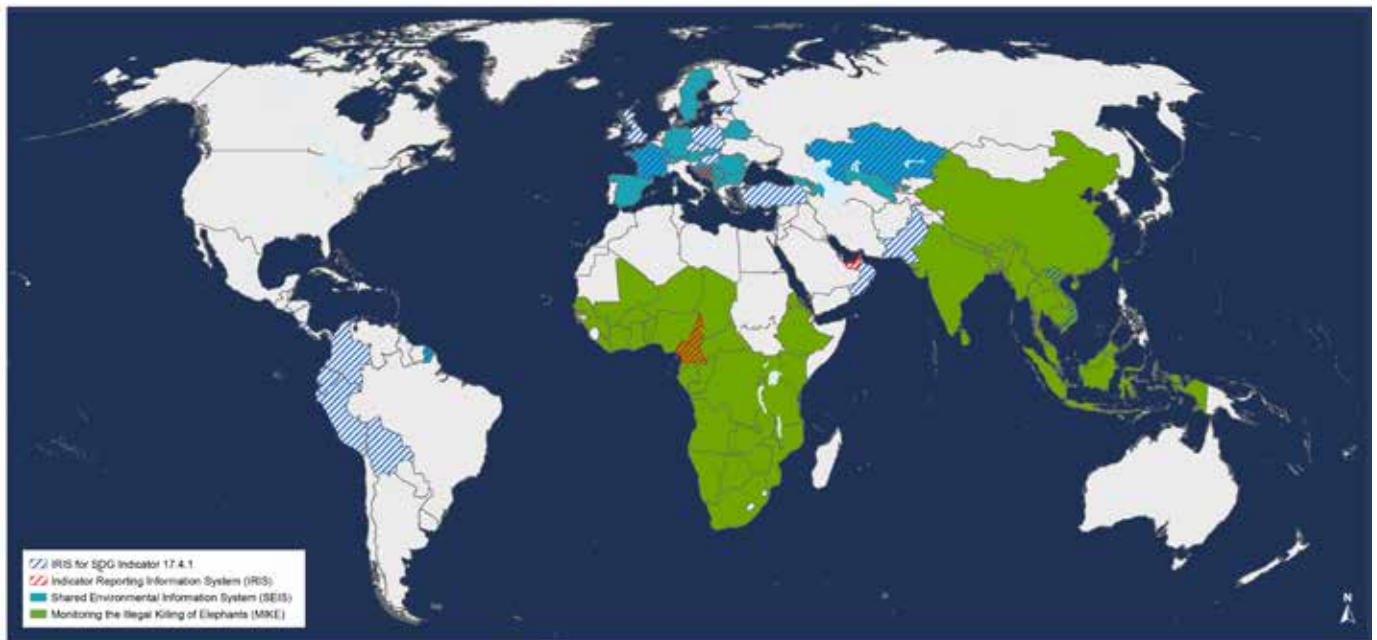 IRIS for SDG Indicator 17.4.1
Indicator Reporting Information System (IRIS)
Shared Environmental Information System (SEIS)
Monitoring the Illegal Killing of Elephants (MIKE)
N